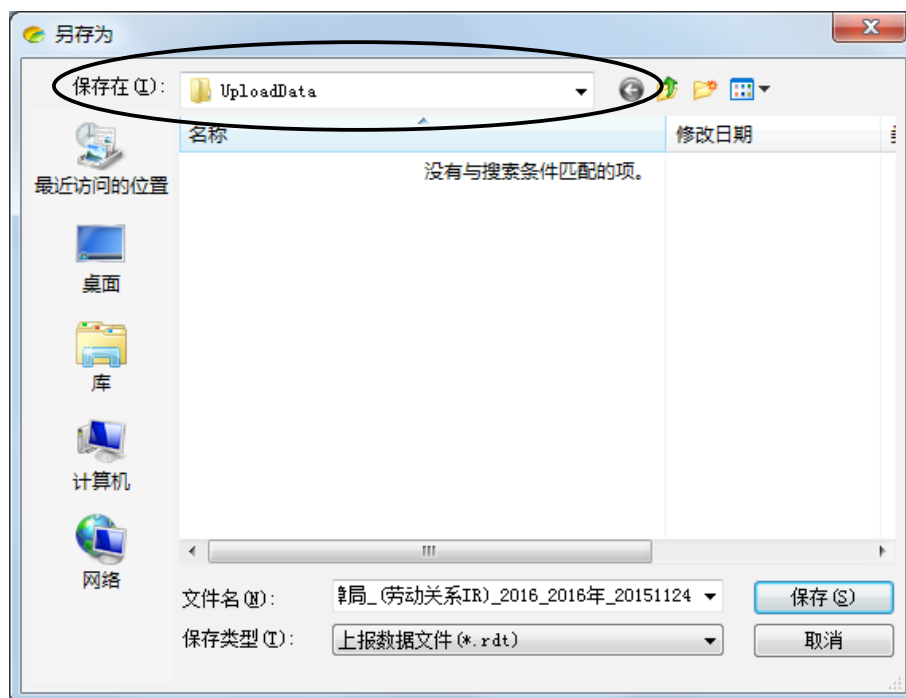 另存为
保存在(I):
UploadData
名称
修改日期
没有与搜索条件匹配的项。
最近访问的位置
桌面
库
计算机
网络
文件名(N):
局_(劳动关系IR)_2016_2016年_20151124
保存(S)
保存类型(T):
上报数据文件(*.rdt)
取消